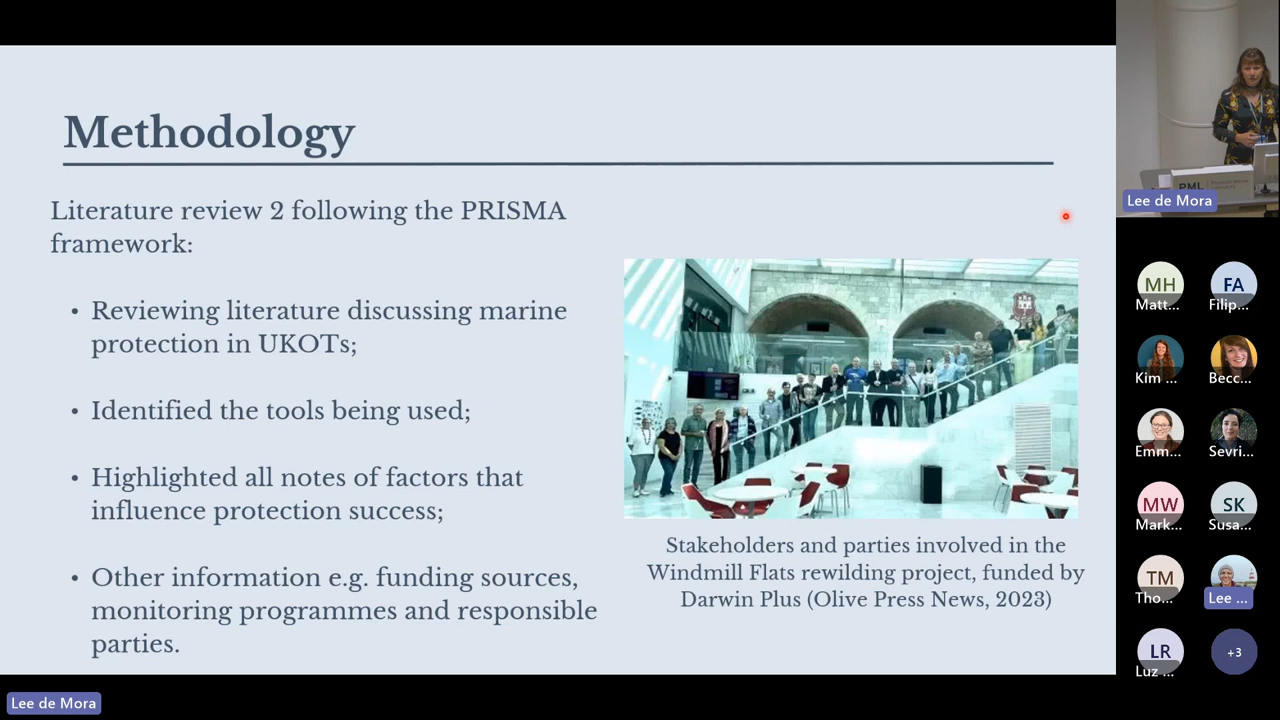 Methodology
Literature review 2 following the PRISMA
framework:
• Reviewing literature discussing marine
protection in UKOTs;
• Identified the tools being used;
• Highlighted all notes of factors that
influence protection success;
• Other information e.g. funding sources,
monitoring programmes and responsible
parties.
Stakeholders and parties involved in the
Windmill Flats rewilding project, funded by
Darwin Plus (Olive Press News, 2023)
Lee de Mora
PML
Lee de Mora
MH
FA
Matt...
Filip...
Kim ...
Becc...
Emm...
Sevri...
MW
SK
Mark...
Susa...
TM
Tho...
Lee ...
LR
+3
Luz ...